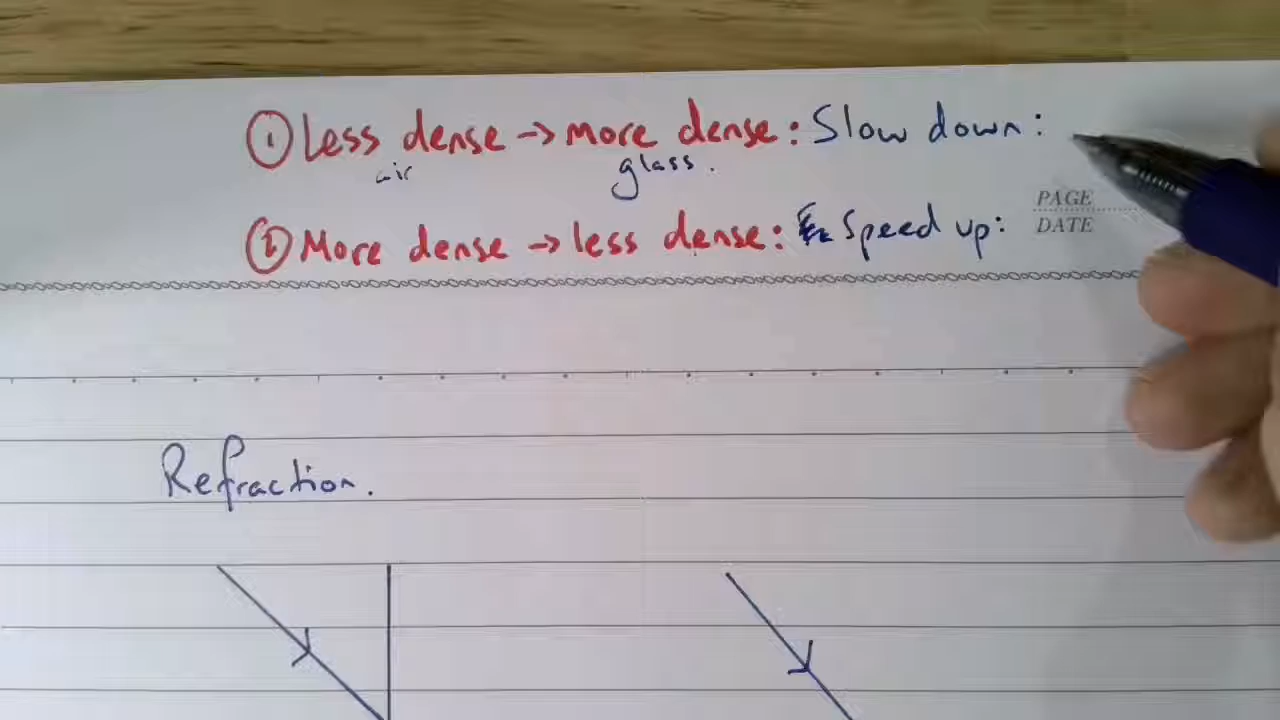 ① Less dense → More dense: Slow down:
air glass.
PAGE
② More dense → less dense: Speed up:
DATE
Refraction.